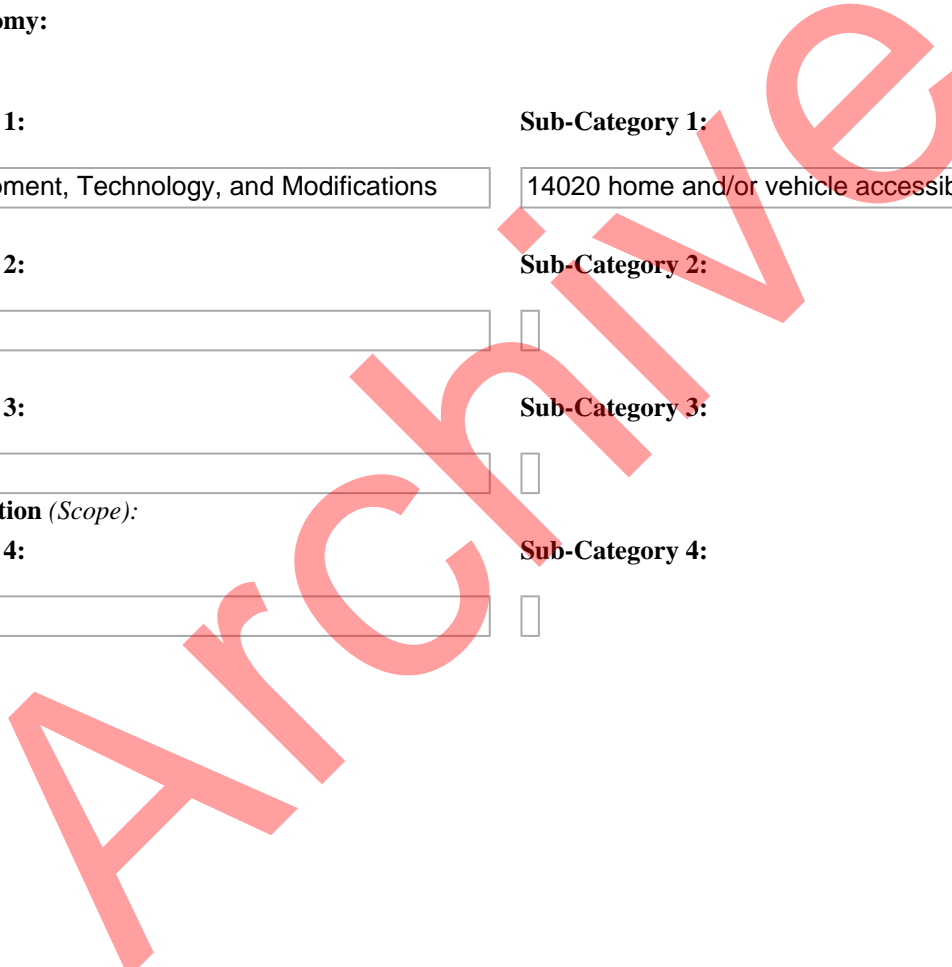 omy:
1: Sub-Category 1:
pment, Technology, and Modifications 14020 home and/or vehicle accessib
2: Sub-Category 2:
3: Sub-Category 3:
tion (Scope):
4: Sub-Category 4:
Archive